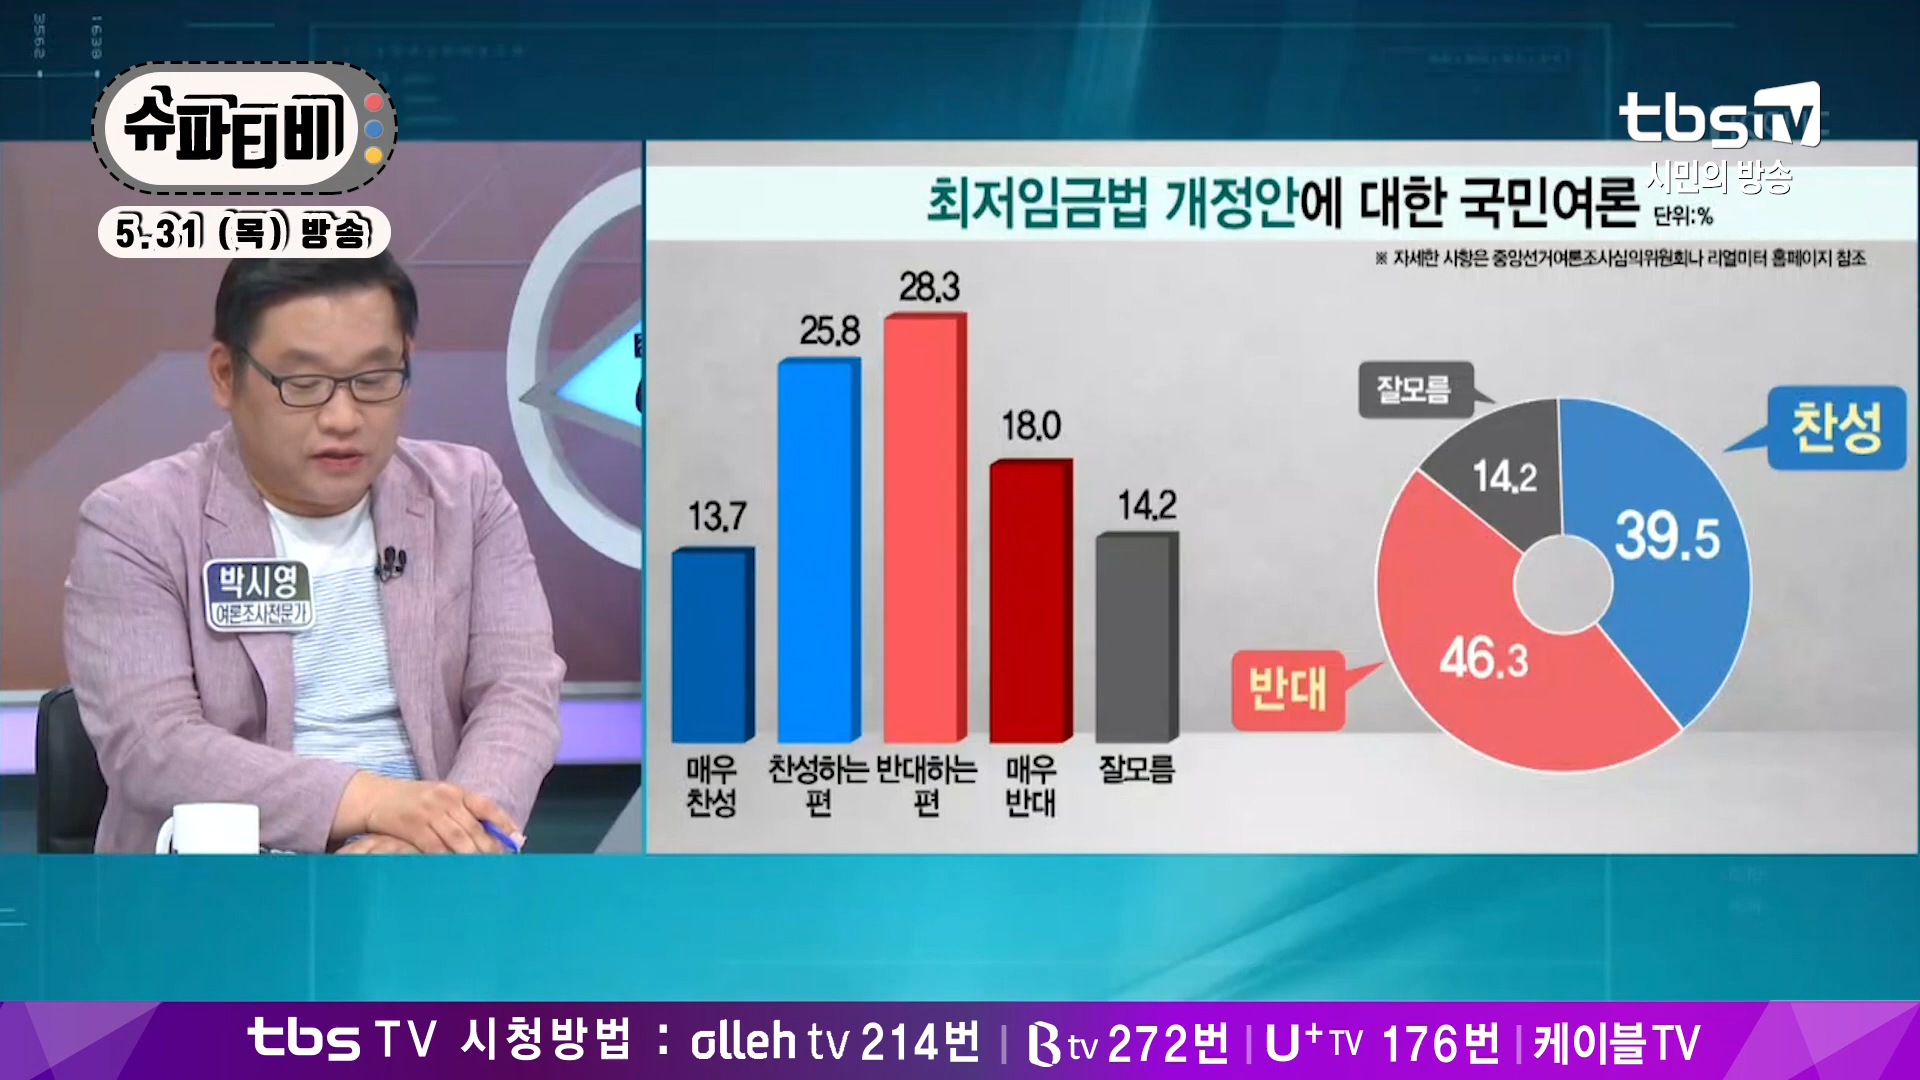 슈파티비
5.31 (목) 방송
tbs TV
시민의 방송
최저임금법 개정안에 대한 국민여론 단위:%
※ 자세한 사항은 중앙선거여론조사심의위원회나 리얼미터 홈페이지 참조
13.7
25.8
28.3
18.0
14.2
매우
찬성
찬성하는
편
반대하는
편
매우
반대
잘모름
잘모름
14.2
찬성
39.5
반대
46.3
박시영
여론조사전문가
tbs TV 시청방법 : olleh tv 214번 | B tv 272번 | U+TV 176번 | 케이블TV